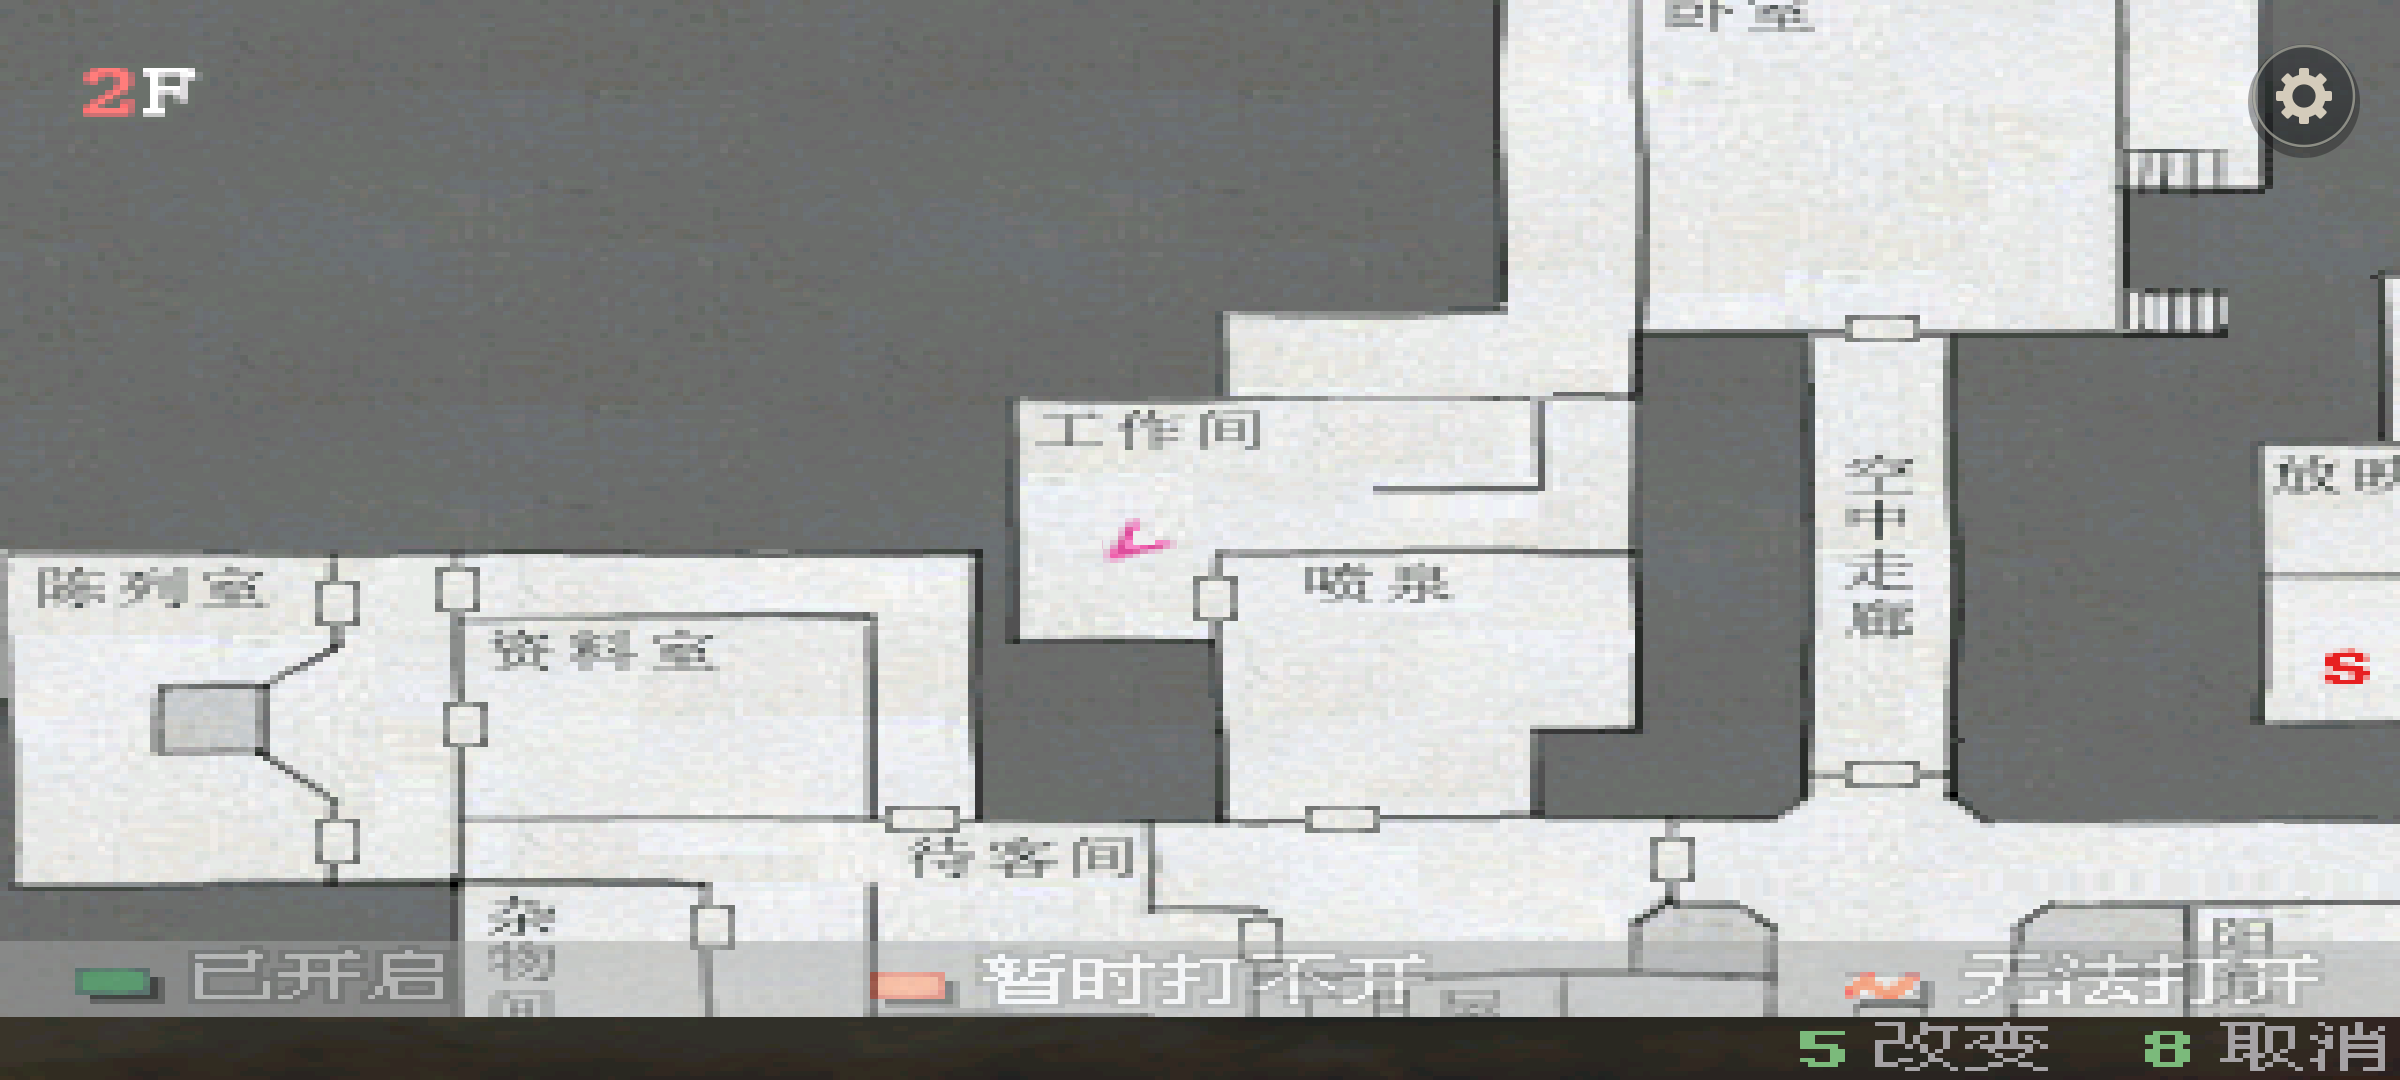 卧室
2F
工作间
放映
空中走廊
陈列室
喷泉
资料室
S
待客间
杂物间
阳
已开启
暂时打不开
无法打开
5 改变
8 取消